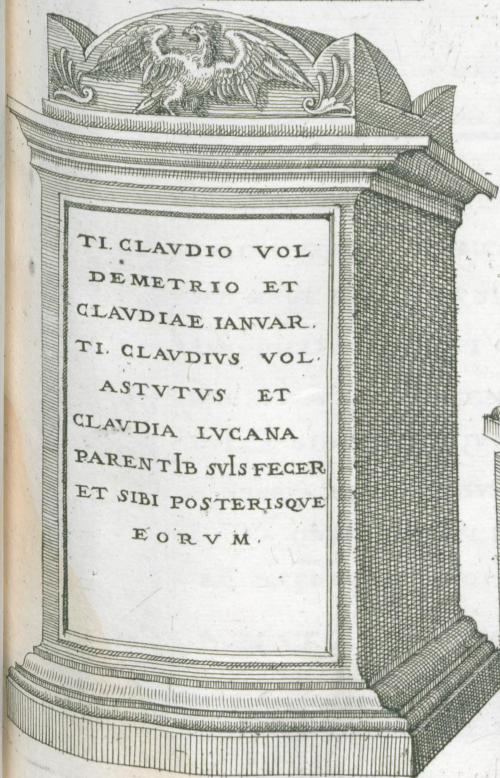 TI. CLAVDIO VOL
DEMETRIO ET
CLAVDIAE IANVAR.
TI. CLAVDIVS VOL.
ASTVTVS ET
CLAVDIA LVCANA
PARENTIB SVIS FECER
ET SIBI POSTERISQVE
EORVM.